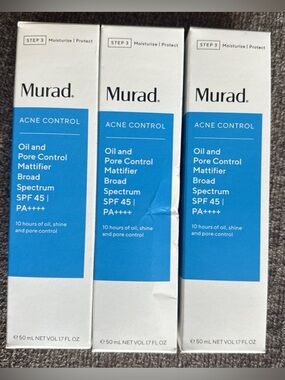 STEP 3 Moisturize | Protect
Murad.
ACNE CONTROL
Oil and
Pore Control
Mattifier
Broad
Spectrum
SPF 45 |
PA++++
10 hours of oil, shine
and pore control
℮ 50 mL NET VOL 1.7 FL OZ
STEP 3 Moisturize | Protect
Murad.
ACNE CONTROL
Oil and
Pore Control
Mattifier
Broad
Spectrum
SPF 45 |
PA++++
10 hours of oil, shine
and pore control
℮ 50 mL NET VOL 1.7 FL OZ
STEP 3 Moisturize | Protect
Murad.
ACNE CONTROL
Oil and
Pore Control
Mattifier
Broad
Spectrum
SPF 45 |
PA++++
10 hours of oil, shine
and pore control
℮ 50 mL NET VOL 1.7 FL OZ